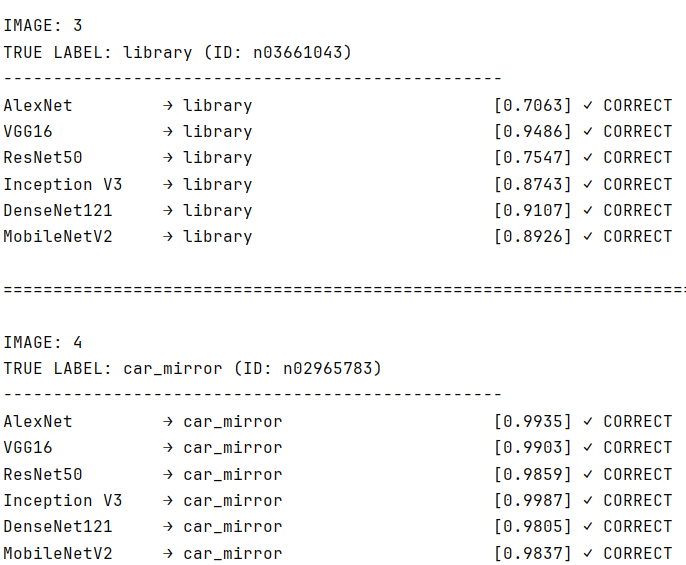 IMAGE: 3
TRUE LABEL: library (ID: n03661043)
--------------------------------------------------
AlexNet         → library                        [0.7063] ✓ CORRECT
VGG16           → library                        [0.9486] ✓ CORRECT
ResNet50        → library                        [0.7547] ✓ CORRECT
Inception V3    → library                        [0.8743] ✓ CORRECT
DenseNet121     → library                        [0.9107] ✓ CORRECT
MobileNetV2     → library                        [0.8926] ✓ CORRECT
=====================================================================
IMAGE: 4
TRUE LABEL: car_mirror (ID: n02965783)
--------------------------------------------------
AlexNet         → car_mirror                     [0.9935] ✓ CORRECT
VGG16           → car_mirror                     [0.9903] ✓ CORRECT
ResNet50        → car_mirror                     [0.9859] ✓ CORRECT
Inception V3    → car_mirror                     [0.9987] ✓ CORRECT
DenseNet121     → car_mirror                     [0.9805] ✓ CORRECT
MobileNetV2     → car_mirror                     [0.9837] ✓ CORRECT